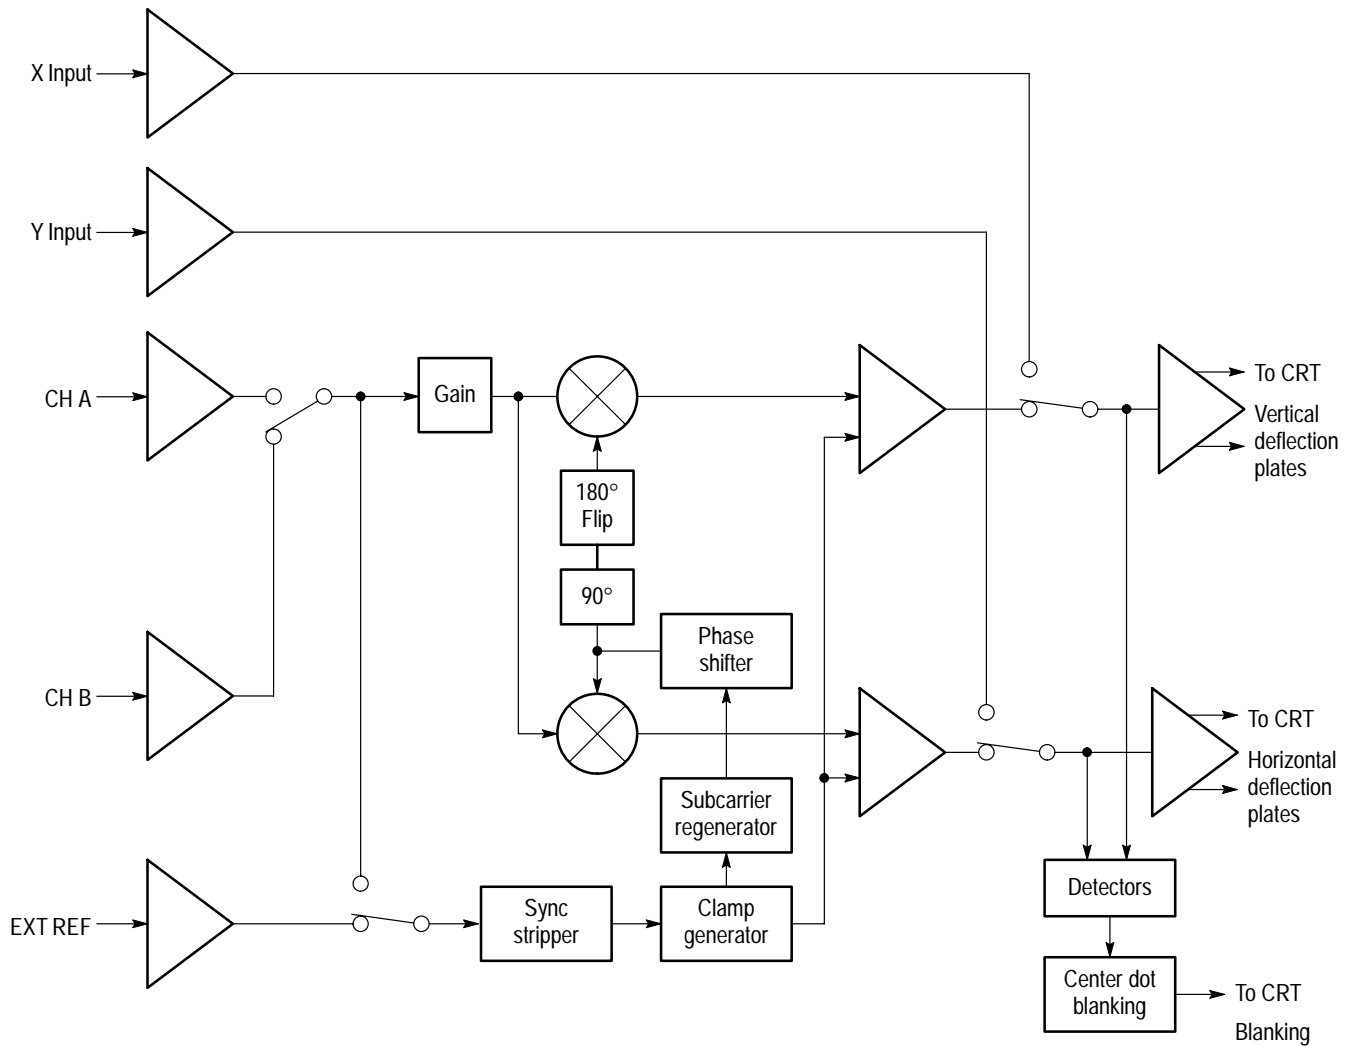 X Input
Y Input
CH A
Gain
To CRT
Vertical
deflection
plates
180°
Flip
90°
Phase
shifter
CH B
To CRT
Horizontal
deflection
plates
Subcarrier
regenerator
EXT REF
Sync
stripper
Clamp
generator
Detectors
Center dot
blanking
To CRT
Blanking